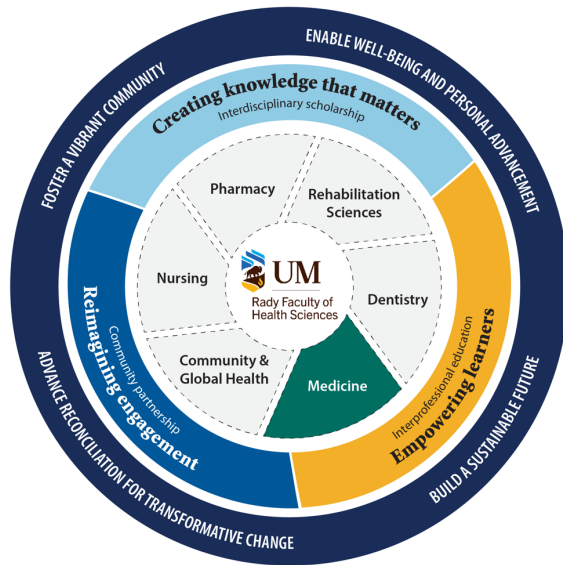 FOSTER A VIBRANT COMMUNITY
ENABLE WELL-BEING AND PERSONAL ADVANCEMENT
BUILD A SUSTAINABLE FUTURE
ADVANCE RECONCILIATION FOR TRANSFORMATIVE CHANGE
Creating knowledge that matters
Interdisciplinary scholarship
Empowering learners
Interprofessional education
Reimagining engagement
Community partnership
Pharmacy
Rehabilitation
Sciences
Nursing
Dentistry
Community &
Global Health
Medicine
UM
Rady Faculty of
Health Sciences